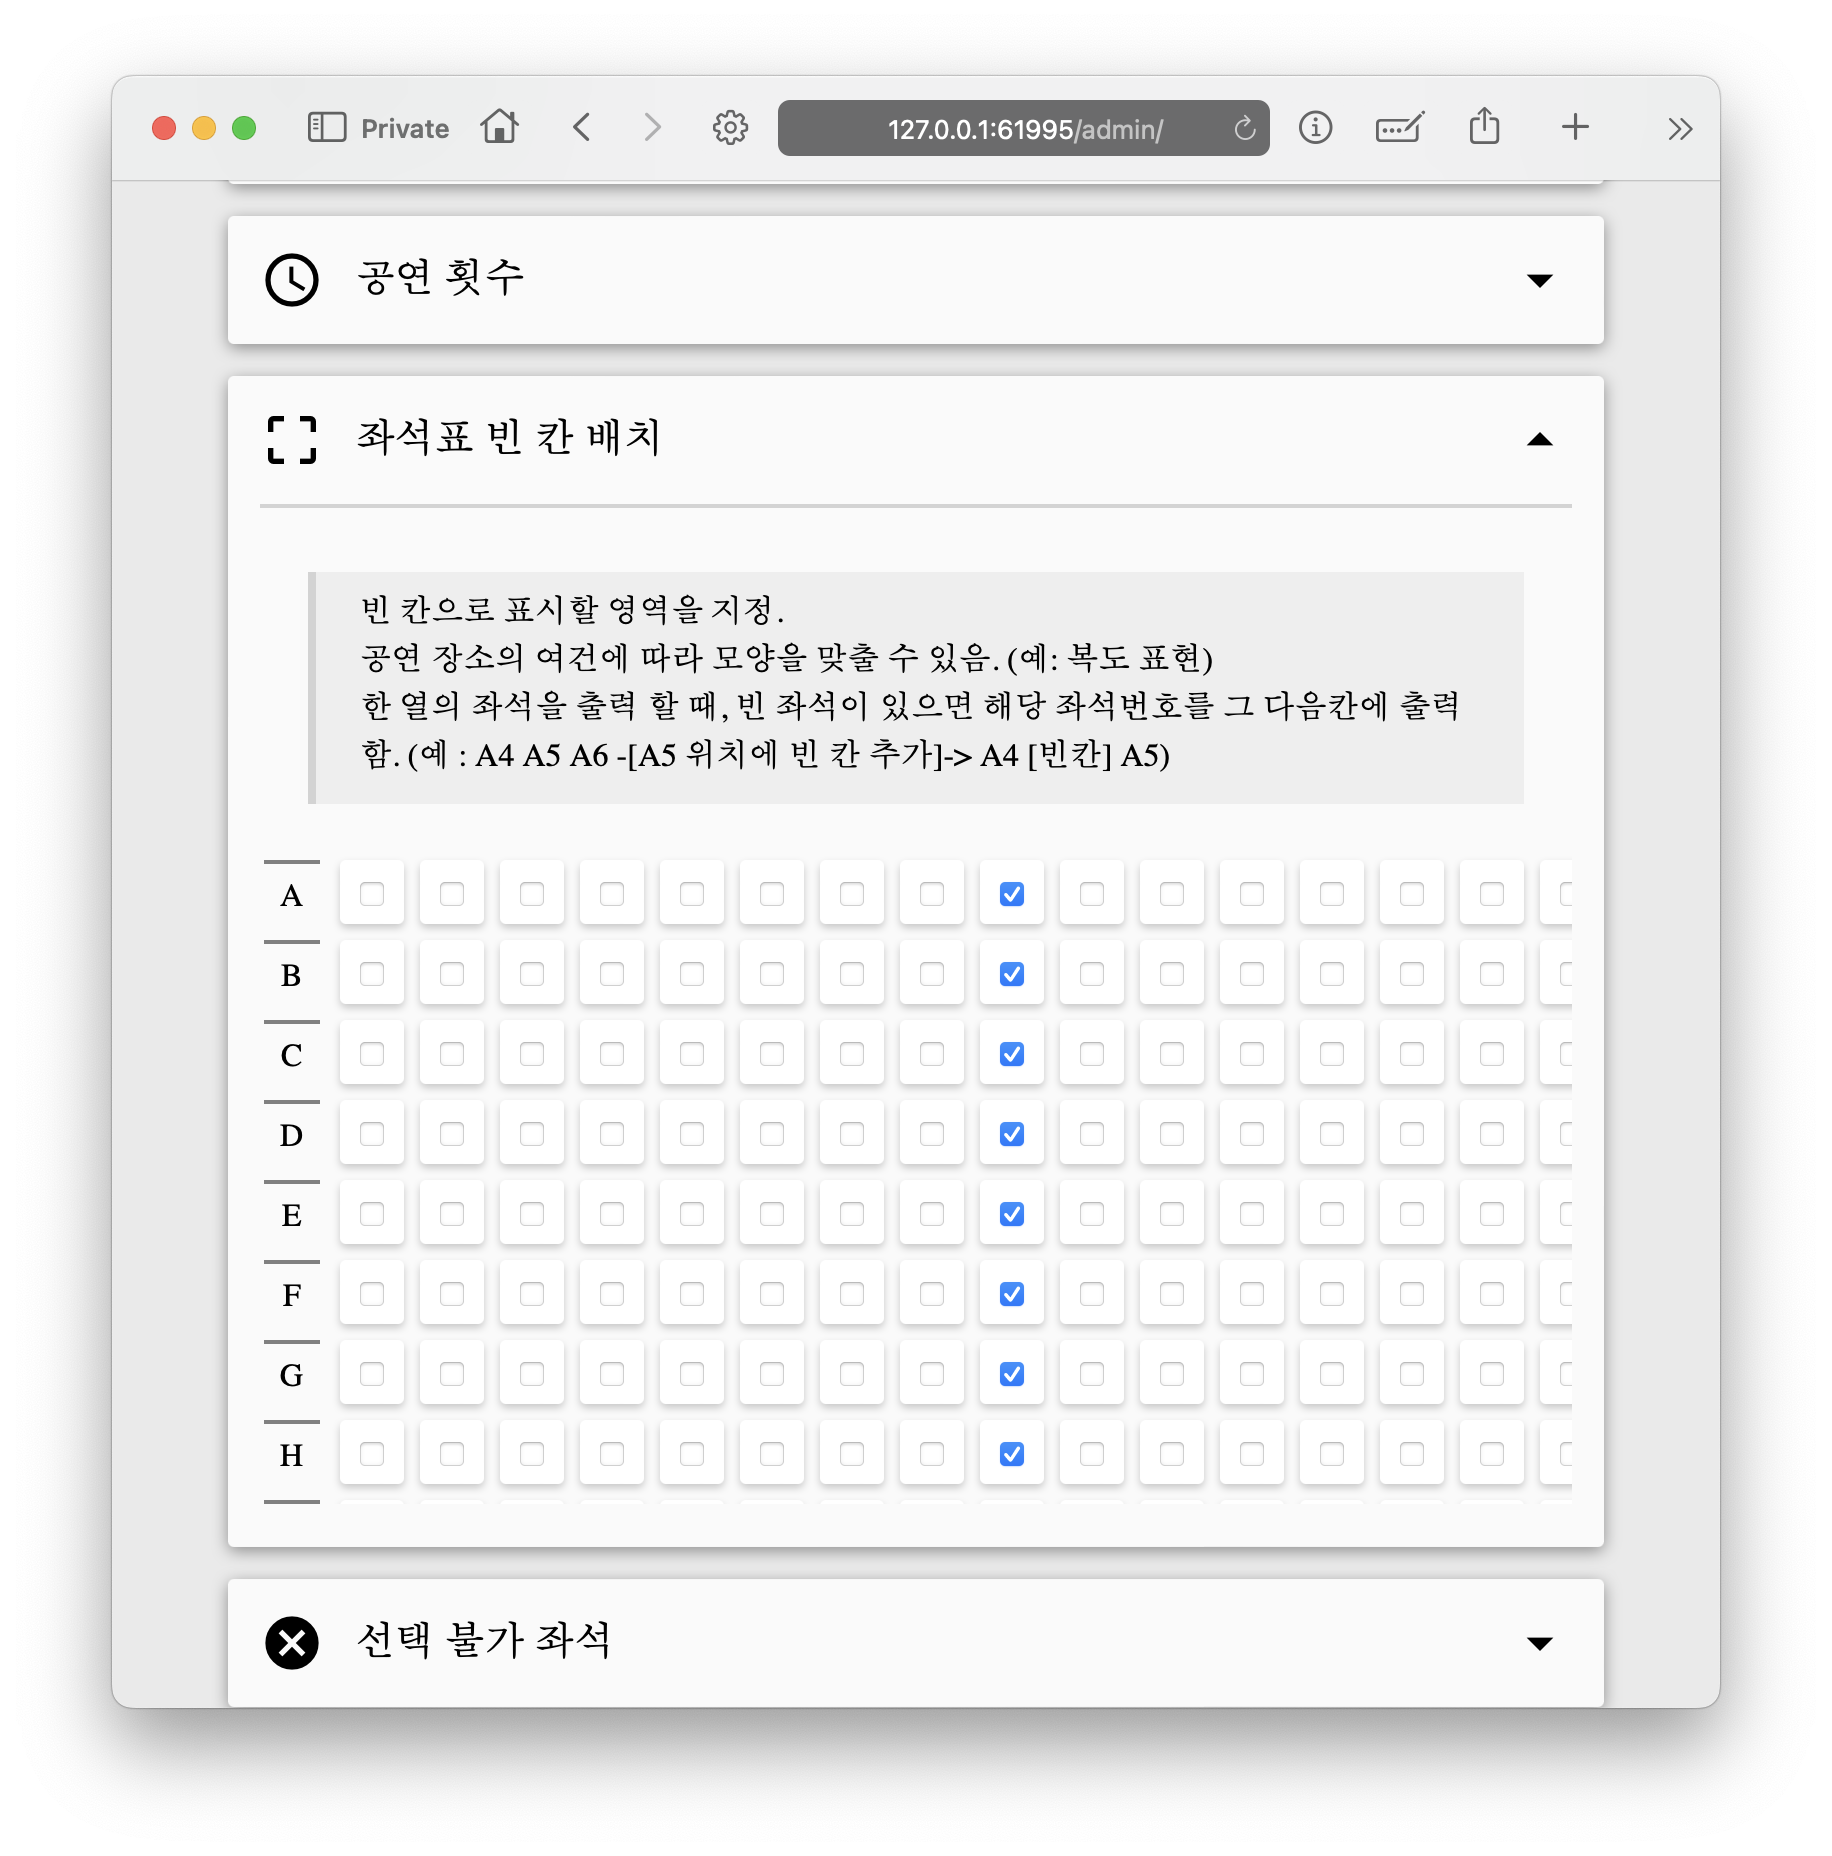 Private
127.0.0.1:61995/admin/
공연 횟수
좌석표 빈 칸 배치
빈 칸으로 표시할 영역을 지정.
공연 장소의 여건에 따라 모양을 맞출 수 있음. (예: 복도 표현)
한 열의 좌석을 출력 할 때, 빈 좌석이 있으면 해당 좌석번호를 그 다음칸에 출력
함. (예 : A4 A5 A6 -[A5 위치에 빈 칸 추가]-> A4 [빈칸] A5)
A
B
C
D
E
F
G
H
선택 불가 좌석